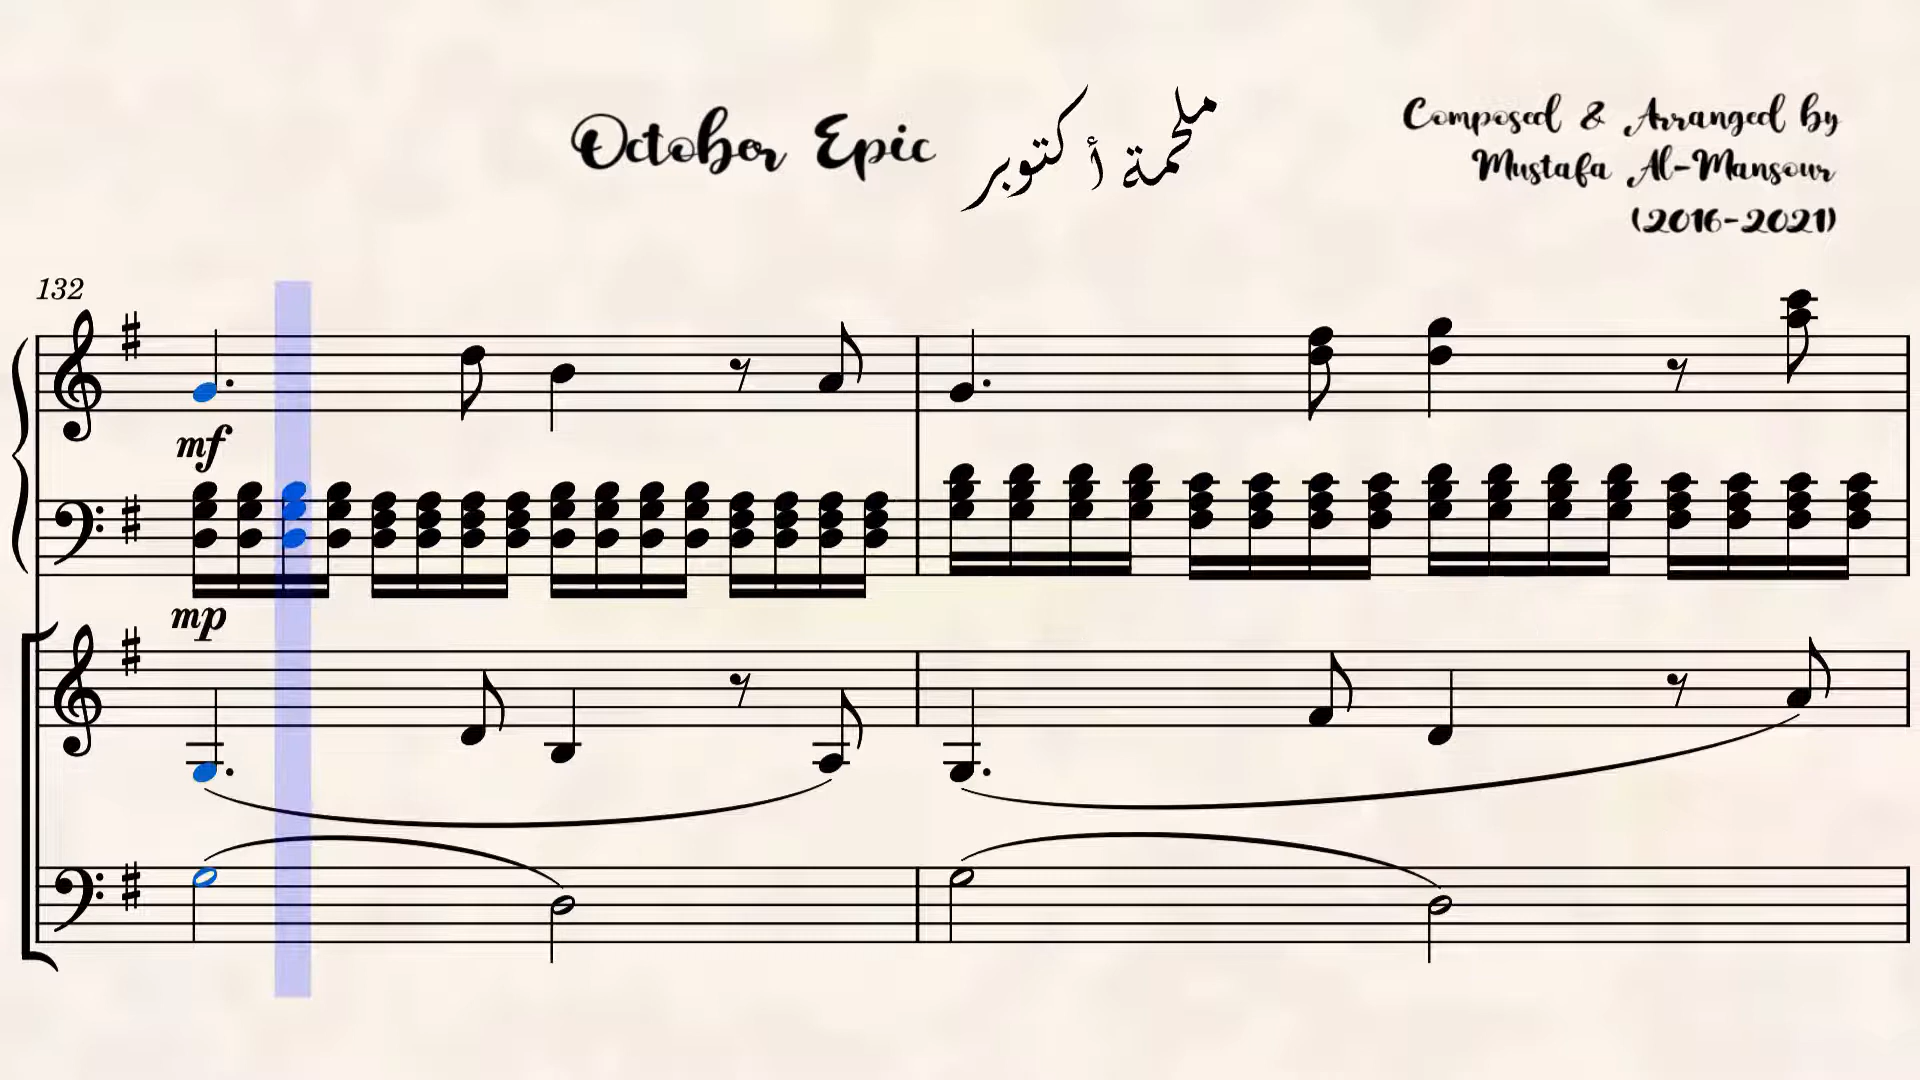 October Epic ملحمة أكتوبر
Composed & Arranged by
Mustafa Al-Mansour
(2016-2021)
132
mf
mp